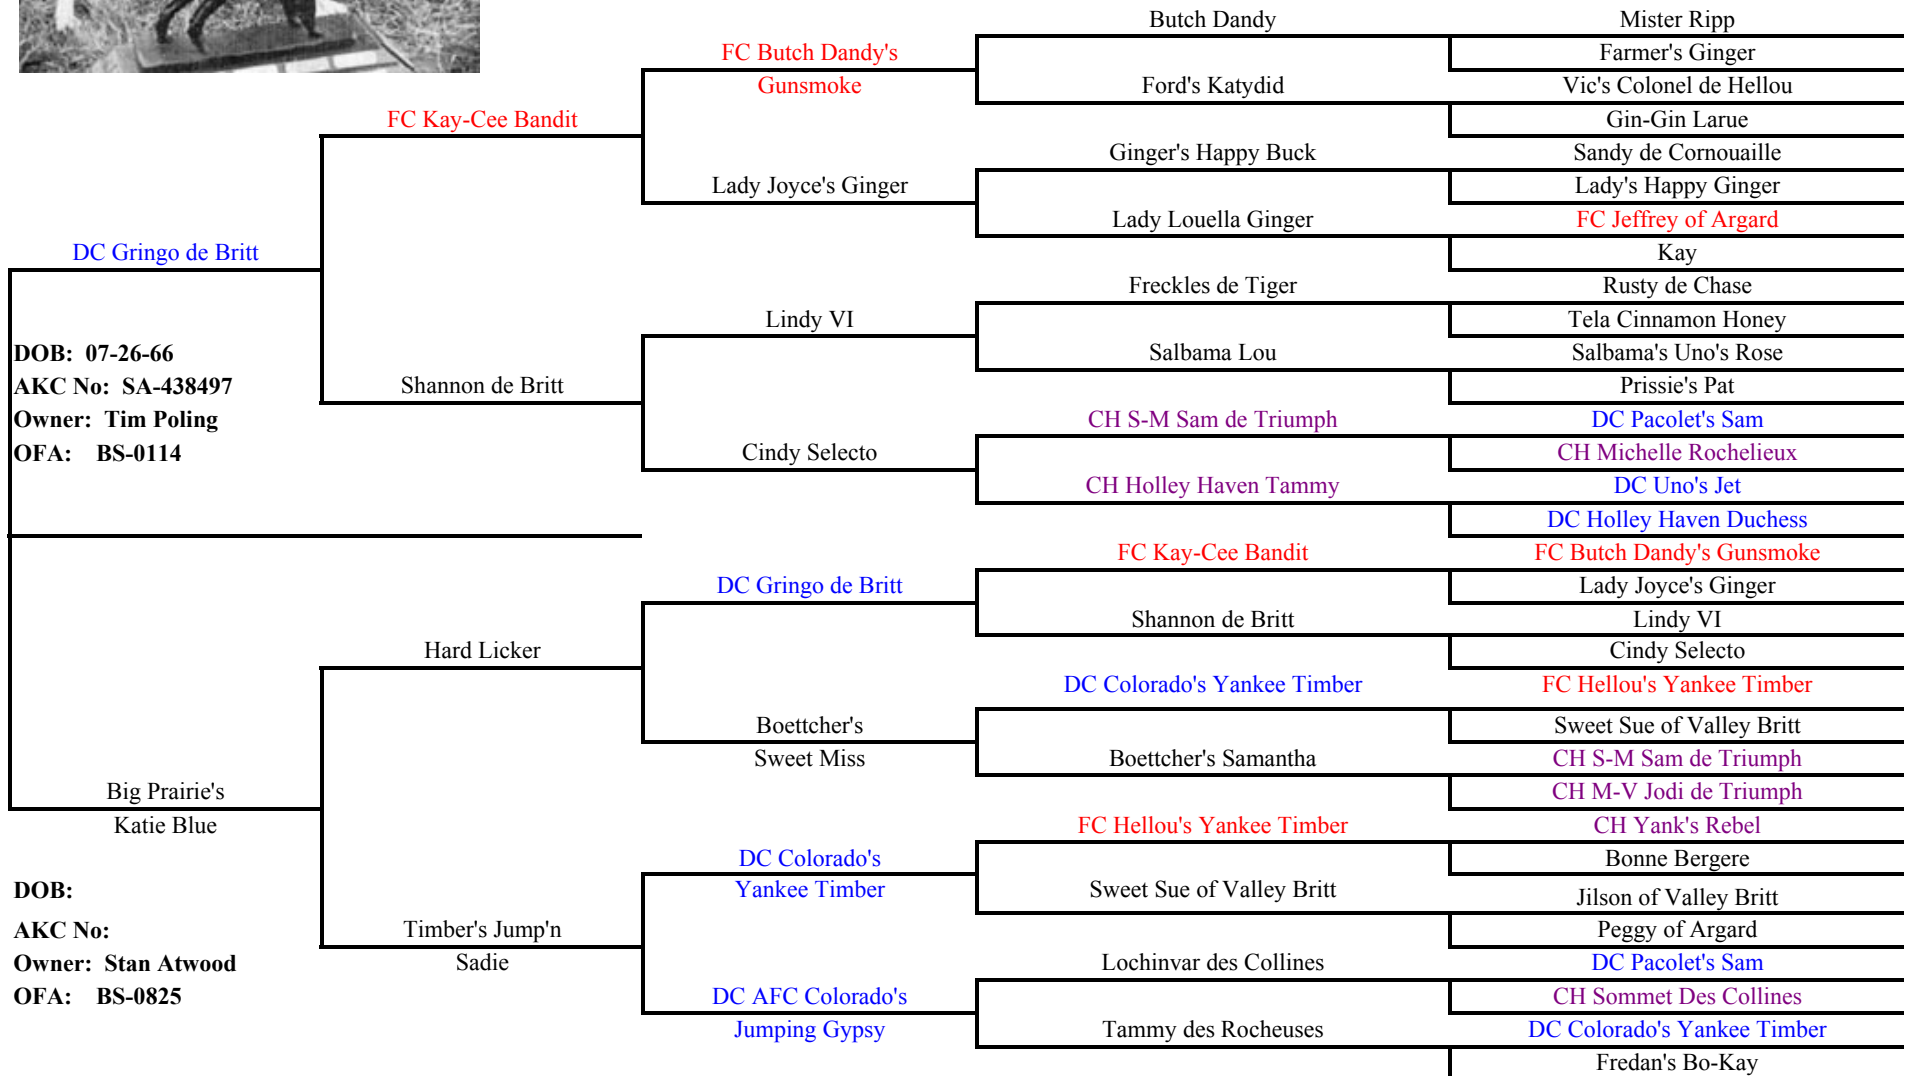 Butch Dandy
Mister Ripp
FC Butch Dandy's
Farmer's Ginger
Gunsmoke
Ford's Katydid
Vic's Colonel de Hellou
FC Kay-Cee Bandit
Gin-Gin Larue
Ginger's Happy Buck
Sandy de Cornouaille
Lady Joyce's Ginger
Lady's Happy Ginger
Lady Louella Ginger
FC Jeffrey of Argard
DC Gringo de Britt
Kay
Freckles de Tiger
Rusty de Chase
Lindy VI
Tela Cinnamon Honey
DOB: 07-26-66
Salbama Lou
Salbama's Uno's Rose
AKC No: SA-438497
Shannon de Britt
Prissie's Pat
Owner: Tim Poling
CH S-M Sam de Triumph
DC Pacolet's Sam
OFA: BS-0114
Cindy Selecto
CH Michelle Rochelieux
CH Holley Haven Tammy
DC Uno's Jet
DC Holley Haven Duchess
FC Kay-Cee Bandit
FC Butch Dandy's Gunsmoke
DC Gringo de Britt
Lady Joyce's Ginger
Shannon de Britt
Lindy VI
Hard Licker
Cindy Selecto
DC Colorado's Yankee Timber
FC Hellou's Yankee Timber
Boettcher's
Sweet Sue of Valley Britt
Sweet Miss
Boettcher's Samantha
CH S-M Sam de Triumph
Big Prairie's
CH M-V Jodi de Triumph
Katie Blue
FC Hellou's Yankee Timber
CH Yank's Rebel
DC Colorado's
Bonne Bergere
DOB:
Yankee Timber
Sweet Sue of Valley Britt
Jilson of Valley Britt
AKC No:
Timber's Jump'n
Peggy of Argard
Owner: Stan Atwood
Sadie
Lochinvar des Collines
DC Pacolet's Sam
OFA: BS-0825
DC AFC Colorado's
CH Sommet Des Collines
Jumping Gypsy
Tammy des Rocheuses
DC Colorado's Yankee Timber
Fredan's Bo-Kay